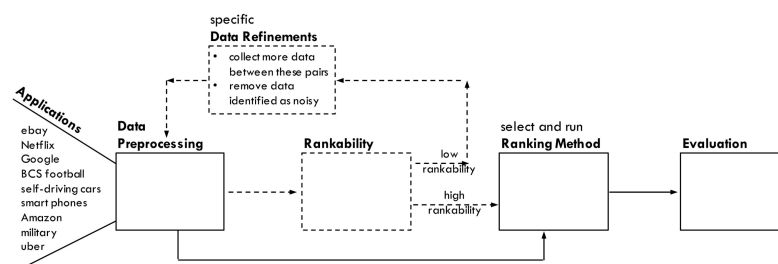 specific
Data Refinements
• collect more data
between these pairs
• remove data
identified as noisy
Applications
ebay
Netflix
Google
BCS football
self-driving cars
smart phones
Amazon
military
uber
Data
Preprocessing
Rankability
low
rankability
high
rankability
select and run
Ranking Method
Evaluation